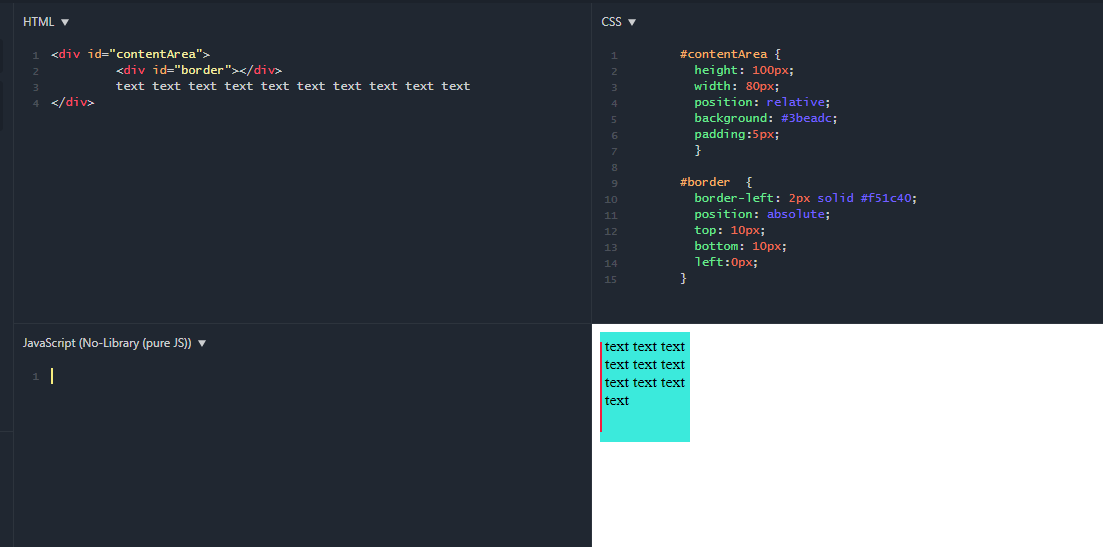 HTML ▼
1 <div id="contentArea">
2 <div id="border"></div>
3 text text text text text text text text text text
4 </div>
CSS ▼
1 #contentArea {
2 height: 100px;
3 width: 80px;
4 position: relative;
5 background: #3beadc;
6 padding:5px;
7 }
8
9 #border  {
10 border-left: 2px solid #f51c40;
11 position: absolute;
12 top: 10px;
13 bottom: 10px;
14 left:0px;
15 }
JavaScript (No-Library (pure JS)) ▼
1
text text text
text text text
text text text
text